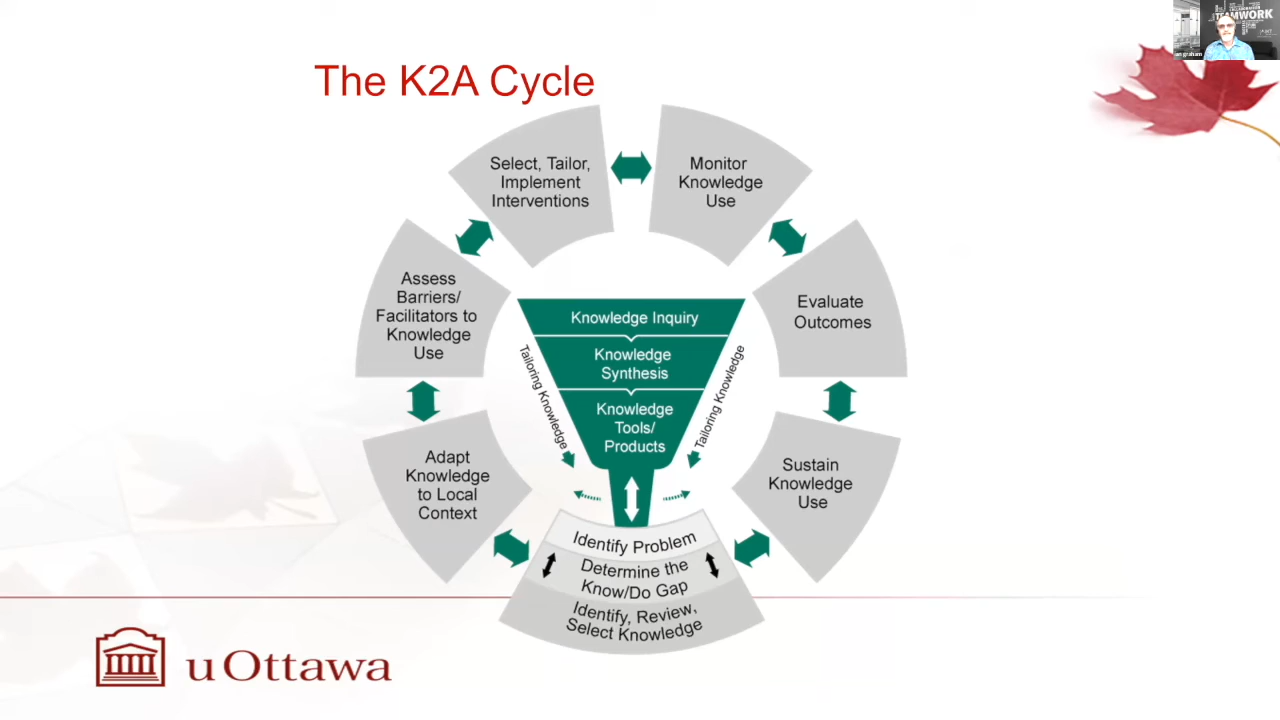 The K2A Cycle
TEAMWORK
ian graham
Select, Tailor,
Implement
Interventions
Monitor
Knowledge
Use
Assess
Barriers/
Facilitators to
Knowledge
Use
Evaluate
Outcomes
Knowledge Inquiry
Knowledge
Synthesis
Knowledge
Tools/
Products
Tailoring Knowledge
Tailoring Knowledge
Adapt
Knowledge
to Local
Context
Sustain
Knowledge
Use
Identify Problem
Determine the
Know/Do Gap
Identify, Review,
Select Knowledge
uOttawa